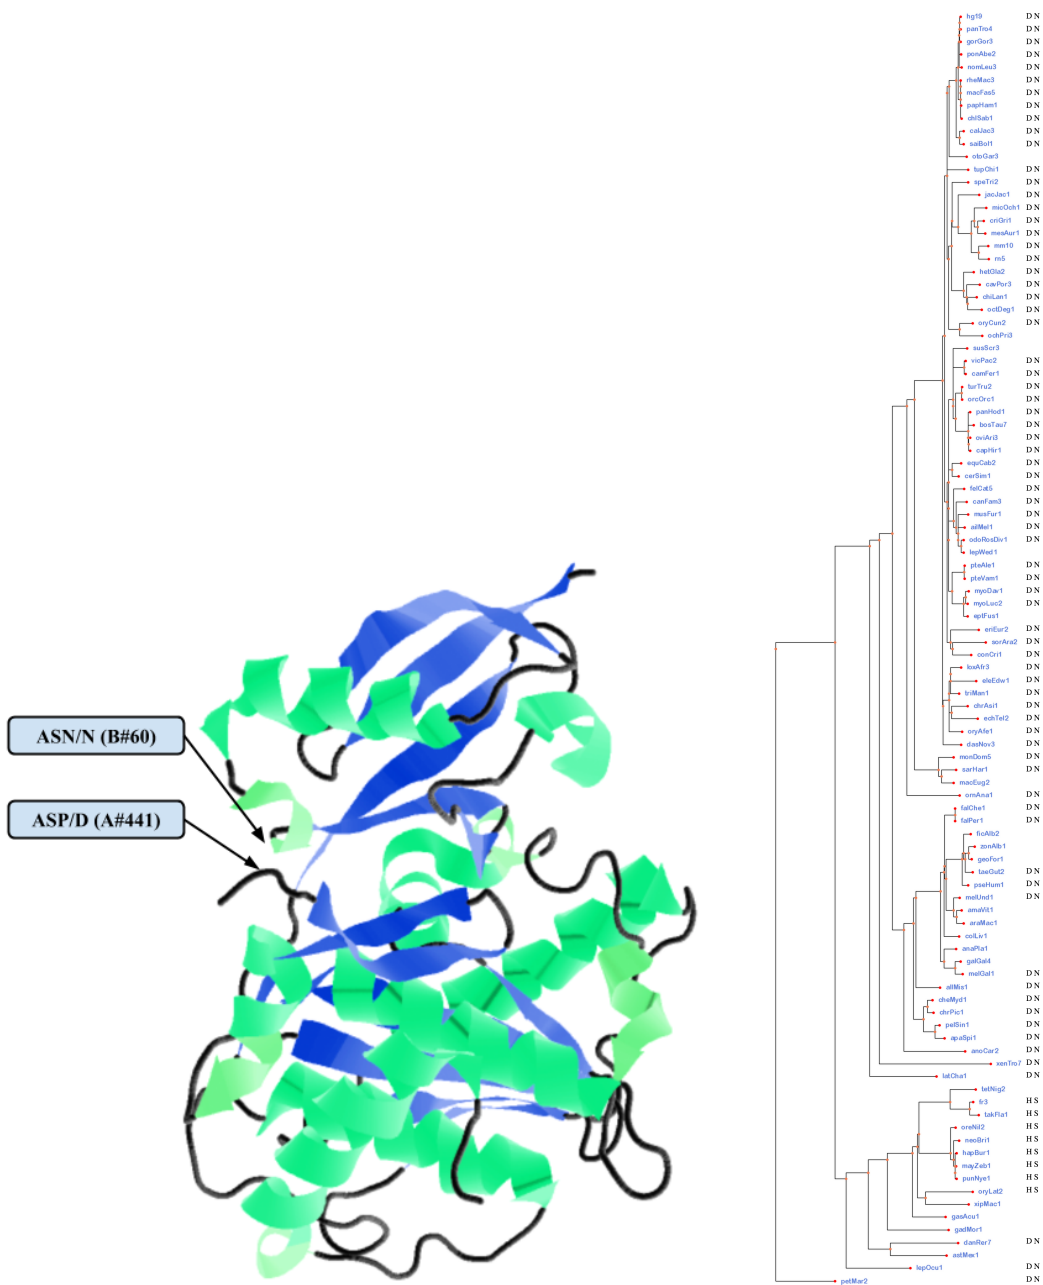 ASN/N (B#60)
ASP/D (A#441)
hg19 D N
panTro4 D N
gorGor3 D N
ponAbe2 D N
nomLeu3 D N
rheMac3 D N
macFas5 D N
papHam1 D N
chlSab1 D N
calJac3 D N
saiBol1 D N
otoGar3
tupChi1 D N
speTri2 D N
jacJac1 D N
micOch1 D N
criGri1 D N
mesAur1 D N
mm10 D N
rn5 D N
hetGla2 D N
cavPor3 D N
chiLan1 D N
octDeg1 D N
oryCun2 D N
ochPri3
susScr3
vicPac2 D N
camFer1 D N
turTru2 D N
orcOrc1 D N
panHod1 D N
bosTau7 D N
oviAri3 D N
capHir1 D N
equCab2 D N
cerSim1 D N
felCat5 D N
canFam3 D N
musFur1 D N
ailMel1 D N
odoRosDiv1 D N
lepWed1
pteAle1 D N
pteVam1 D N
myoDav1 D N
myoLuc2 D N
eptFus1
eriEur2 D N
sorAra2 D N
conCri1 D N
loxAfr3 D N
eleEdw1 D N
triMan1 D N
chrAsi1 D N
echTel2 D N
oryAfe1 D N
dasNov3 D N
monDom5 D N
sarHar1 D N
macEug2
ornAna1 D N
falChe1 D N
falPer1 D N
ficAlb2
zonAlb1
geoFor1
taeGut2 D N
pseHum1 D N
melUnd1 D N
amaVit1
araMac1
colLiv1
anaPla1
galGal4
melGal1 D N
allMis1 D N
cheMyd1 D N
chrPic1 D N
pelSin1 D N
apaSpi1 D N
anoCar2 D N
xenTro7 D N
latCha1 D N
tetNig2
fr3 H S
takFla1 H S
oreNil2 H S
neoBri1 H S
hapBur1 H S
mayZeb1 H S
punNye1 H S
oryLat2 H S
xipMac1
gasAcu1
gadMor1
danRer7 D N
astMex1
lepOcu1 D N
petMar2 D N